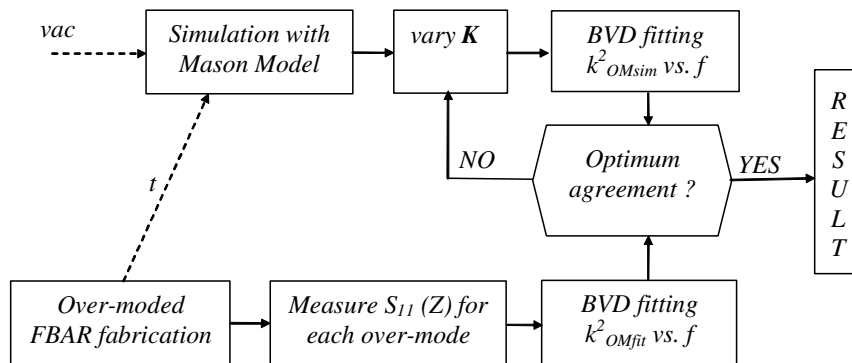 vac
Simulation with
Mason Model
vary K
BVD fitting
k²OMsim vs. f
R
E
S
U
L
T
NO
Optimum
agreement ?
YES
t
Over-moded
FBAR fabrication
Measure S11 (Z) for
each over-mode
BVD fitting
k²OMfit vs. f